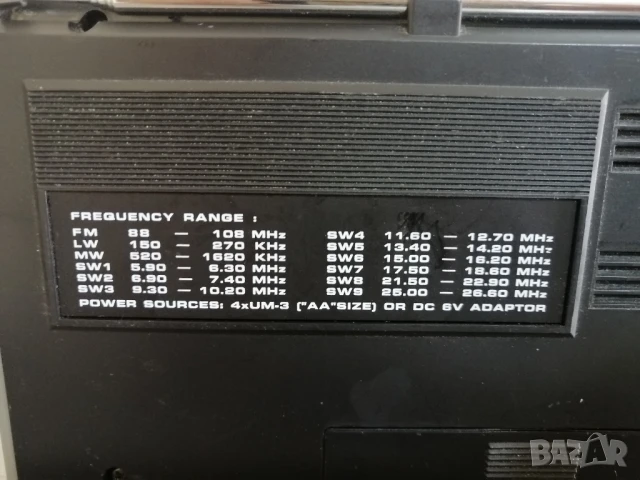 FREQUENCY RANGE :
FM 88 — 108 MHz
LW 150 — 270 KHz
MW 520 — 1620 KHz
SW1 5.90 — 6.30 MHz
SW2 6.90 — 7.40 MHz
SW3 9.30 — 10.20 MHz
SW4 11.60 — 12.70 MHz
SW5 13.40 — 14.20 MHz
SW6 15.00 — 16.20 MHz
SW7 17.50 — 18.60 MHz
SW8 21.50 — 22.90 MHz
SW9 25.00 — 26.60 MHz
POWER SOURCES: 4xUM-3 ("AA"SIZE) OR DC 6V ADAPTOR
BAZAR